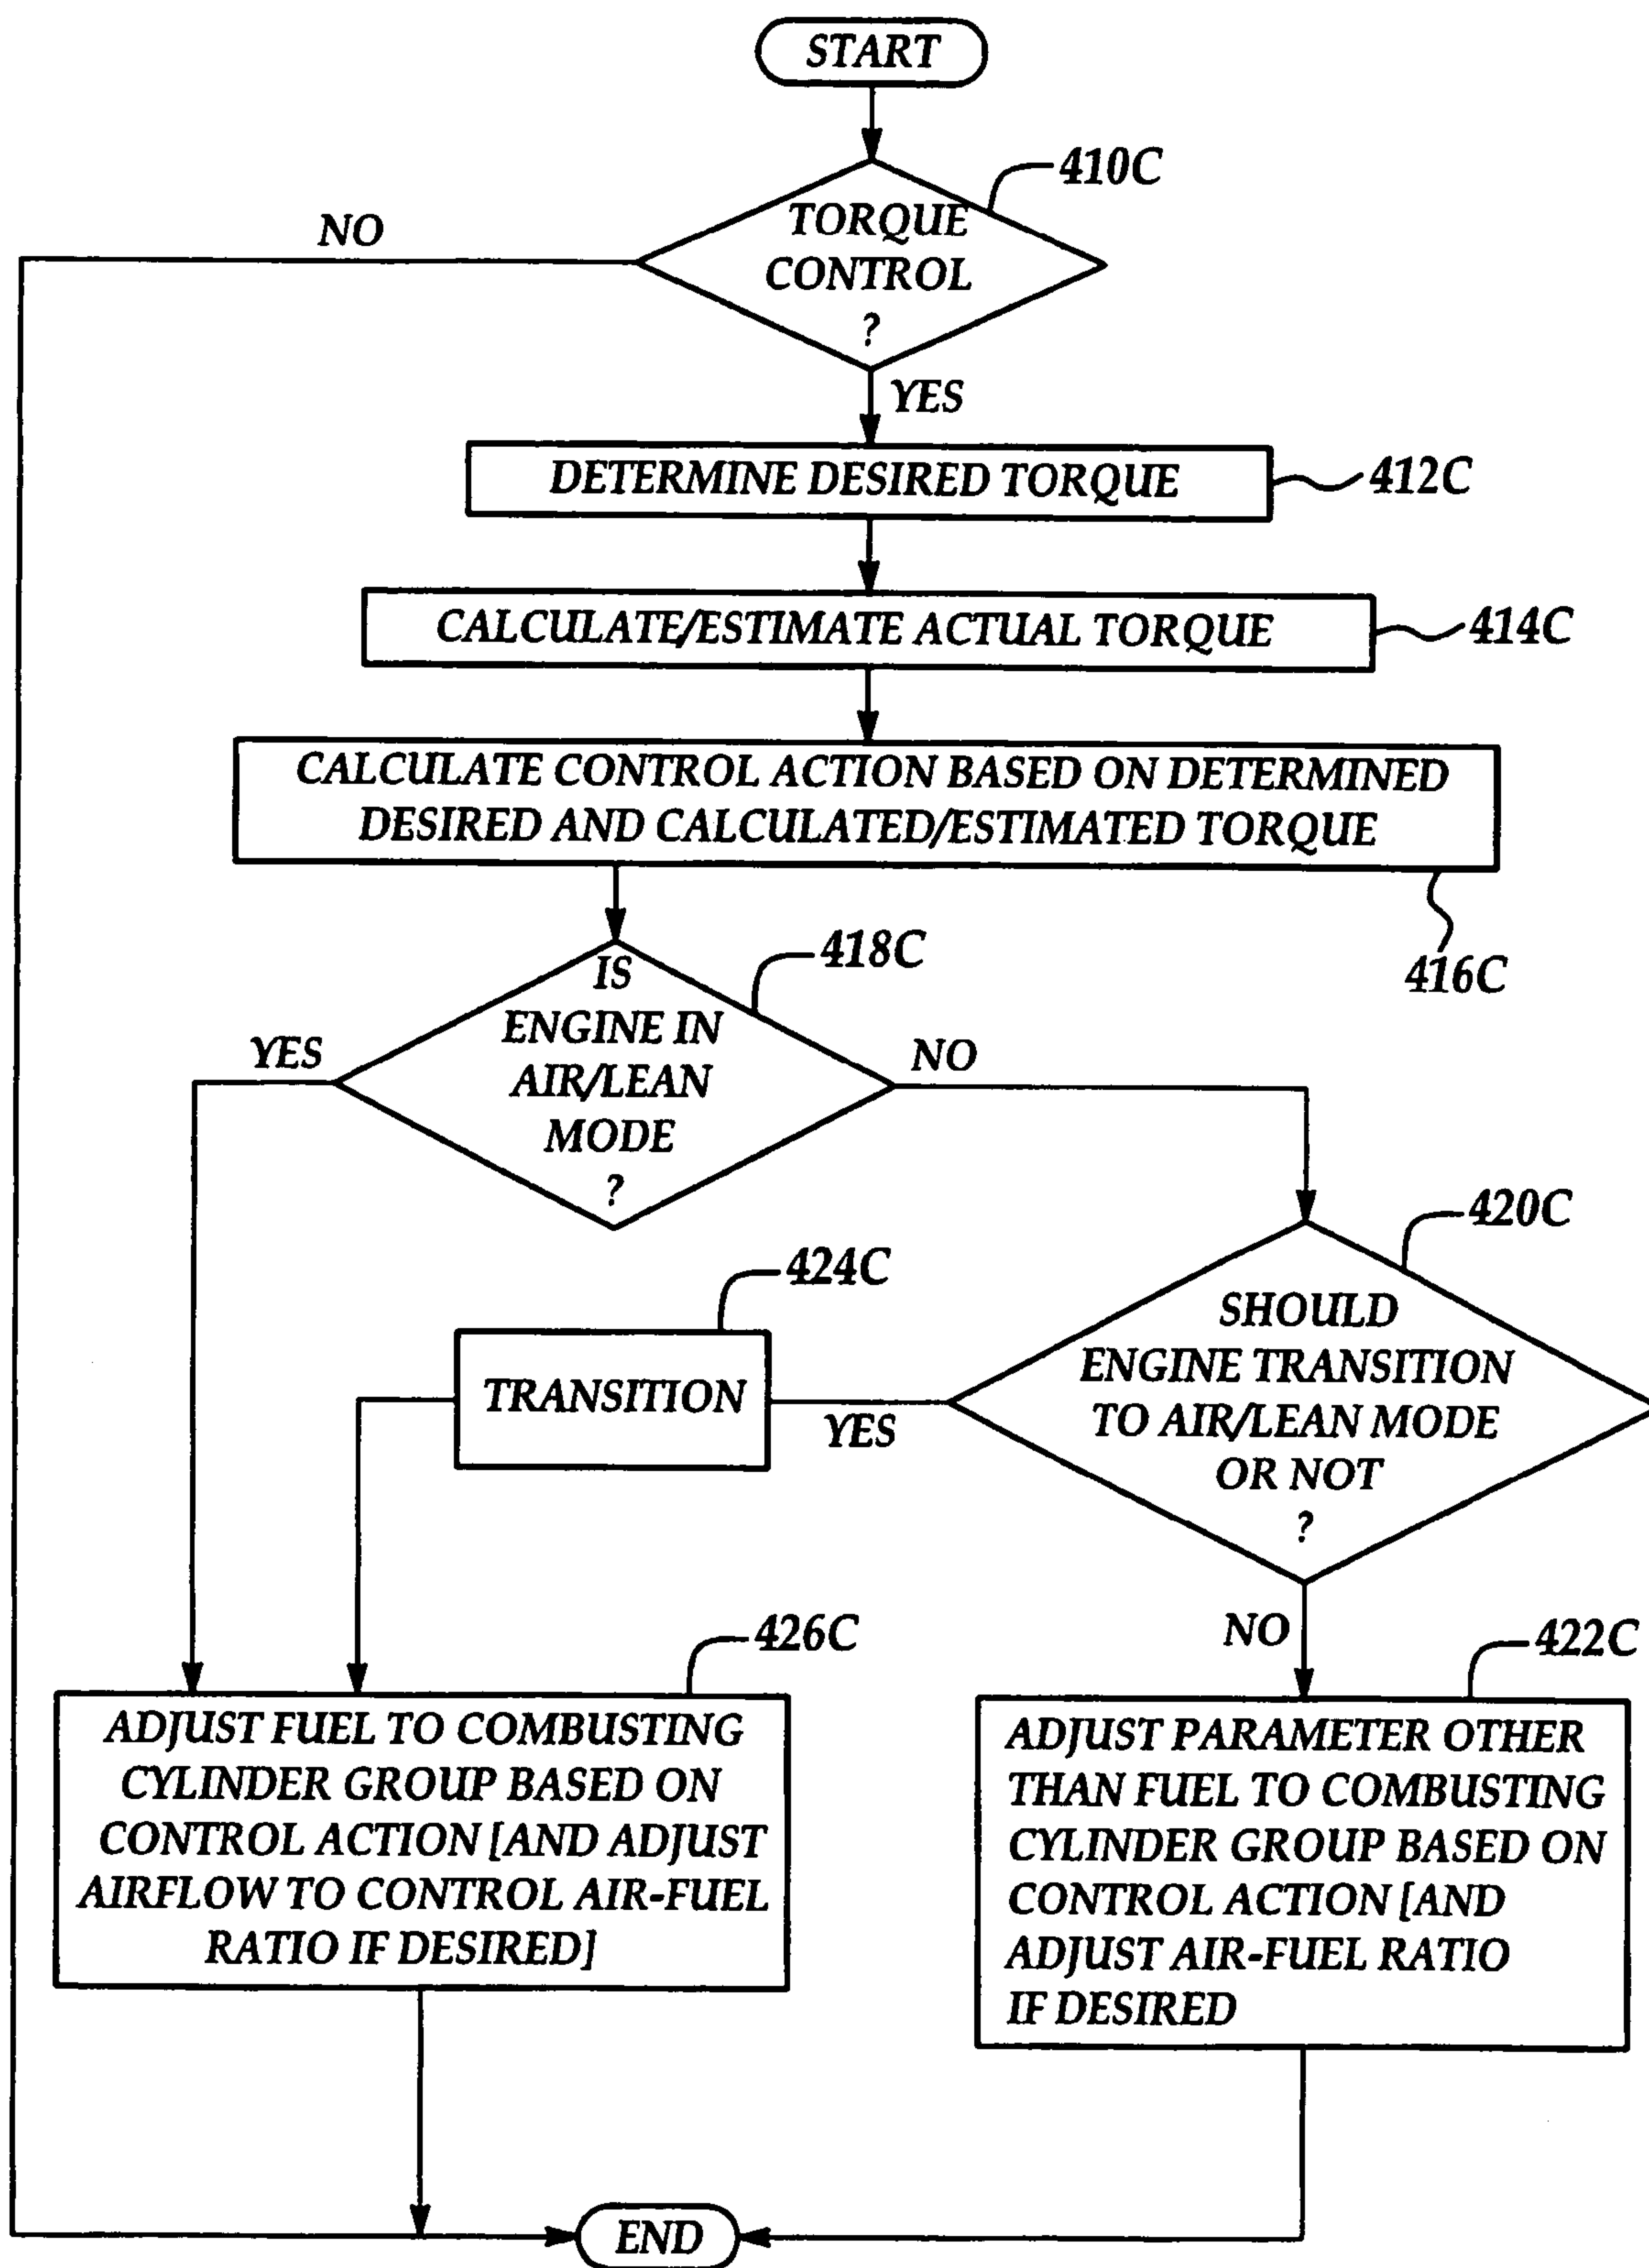 START
410C
NO
TORQUE
CONTROL
?
YES
DETERMINE DESIRED TORQUE
412C
CALCULATE/ESTIMATE ACTUAL TORQUE
414C
CALCULATE CONTROL ACTION BASED ON DETERMINED
DESIRED AND CALCULATED/ESTIMATED TORQUE
416C
418C
IS
ENGINE IN
AIR/LEAN
MODE
?
YES
NO
420C
SHOULD
ENGINE TRANSITION
TO AIR/LEAN MODE
OR NOT
?
424C
TRANSITION
YES
NO
426C
ADJUST FUEL TO COMBUSTING
CYLINDER GROUP BASED ON
CONTROL ACTION [AND ADJUST
AIRFLOW TO CONTROL AIR-FUEL
RATIO IF DESIRED]
422C
ADJUST PARAMETER OTHER
THAN FUEL TO COMBUSTING
CYLINDER GROUP BASED ON
CONTROL ACTION [AND
ADJUST AIR-FUEL RATIO
IF DESIRED
END